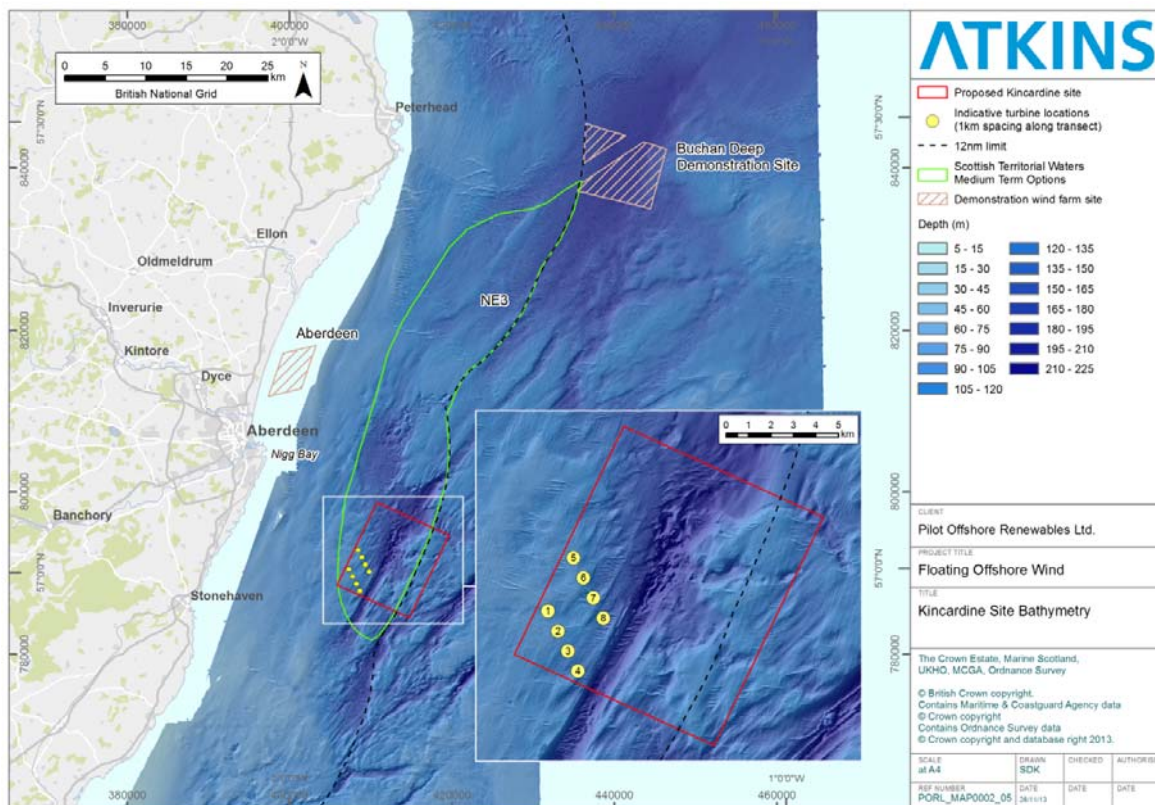 380000
400000
2°0'0"W
0 5 10 15 20 25
km
N
British National Grid
Peterhead
57°30'0"N
840000
840000
57°30'0"N
Buchan Deep
Demonstration Site
Ellon
Oldmeldrum
NE3
Inverurie
820000
820000
Aberdeen
Kintore
Dyce
Aberdeen
Nigg Bay
0 1 2 3 4 5
km
800000
800000
Banchory
57°0'0"N
Stonehaven
5
6
7
8
1
2
3
4
780000
780000
1°0'0"W
380000
420000
440000
460000
ATKINS
Proposed Kincardine site
Indicative turbine locations
(1km spacing along transect)
12nm limit
Scottish Territorial Waters
Medium Term Options
Demonstration wind farm site
Depth (m)
5 - 15
15 - 30
30 - 45
45 - 60
60 - 75
75 - 90
90 - 105
105 - 120
120 - 135
135 - 150
150 - 165
165 - 180
180 - 195
195 - 210
210 - 225
CLIENT
Pilot Offshore Renewables Ltd.
PROJECT TITLE
Floating Offshore Wind
TITLE
Kincardine Site Bathymetry
The Crown Estate, Marine Scotland,
UKHO, MCGA, Ordnance Survey
© British Crown copyright.
Contains Maritime & Coastguard Agency data
© Crown copyright
Contains Ordnance Survey data
© Crown copyright and database right 2013.
SCALE
at A4
DRAWN
SDK
CHECKED
AUTHORISE
REF NUMBER
PORL_MAP0002_05
DATE
DATE
DATE